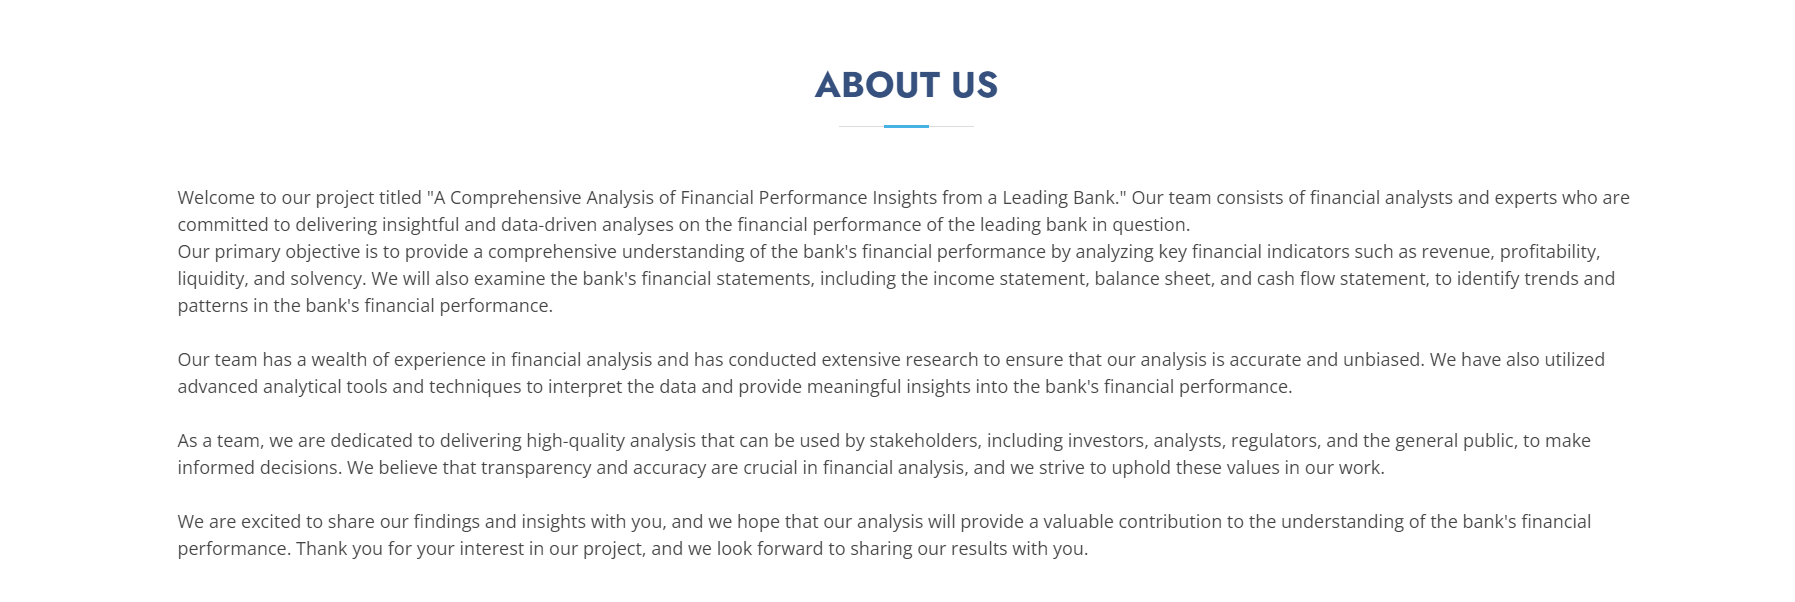 ABOUT US
Welcome to our project titled "A Comprehensive Analysis of Financial Performance Insights from a Leading Bank." Our team consists of financial analysts and experts who are
committed to delivering insightful and data-driven analyses on the financial performance of the leading bank in question.
Our primary objective is to provide a comprehensive understanding of the bank's financial performance by analyzing key financial indicators such as revenue, profitability,
liquidity, and solvency. We will also examine the bank's financial statements, including the income statement, balance sheet, and cash flow statement, to identify trends and
patterns in the bank's financial performance.
Our team has a wealth of experience in financial analysis and has conducted extensive research to ensure that our analysis is accurate and unbiased. We have also utilized
advanced analytical tools and techniques to interpret the data and provide meaningful insights into the bank's financial performance.
As a team, we are dedicated to delivering high-quality analysis that can be used by stakeholders, including investors, analysts, regulators, and the general public, to make
informed decisions. We believe that transparency and accuracy are crucial in financial analysis, and we strive to uphold these values in our work.
We are excited to share our findings and insights with you, and we hope that our analysis will provide a valuable contribution to the understanding of the bank's financial
performance. Thank you for your interest in our project, and we look forward to sharing our results with you.